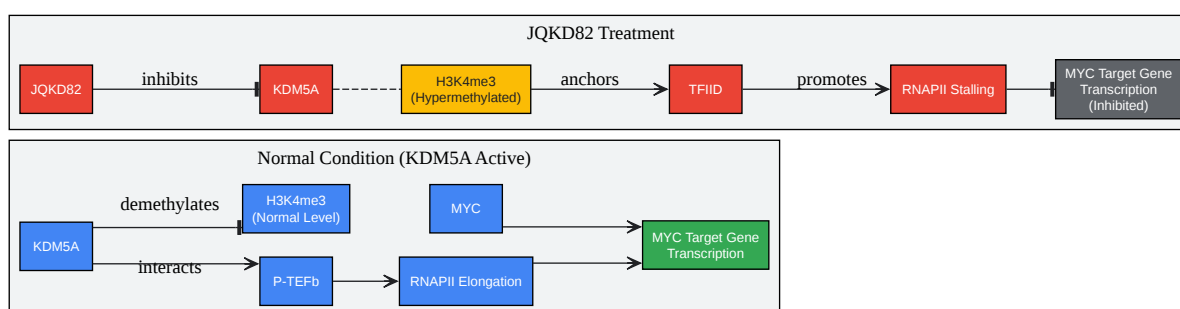 JQKD82 Treatment
JQKD82
inhibits
KDM5A
H3K4me3
(Hypermethylated)
anchors
TFIID
promotes
RNAPII Stalling
MYC Target Gene
Transcription
(Inhibited)
Normal Condition (KDM5A Active)
KDM5A
demethylates
H3K4me3
(Normal Level)
MYC
interacts
P-TEFb
RNAPII Elongation
MYC Target Gene
Transcription